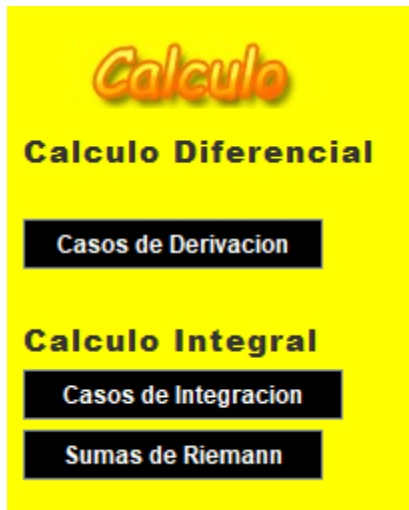 Calculo
Calculo Diferencial
Casos de Derivacion
Calculo Integral
Casos de Integracion
Sumas de Riemann